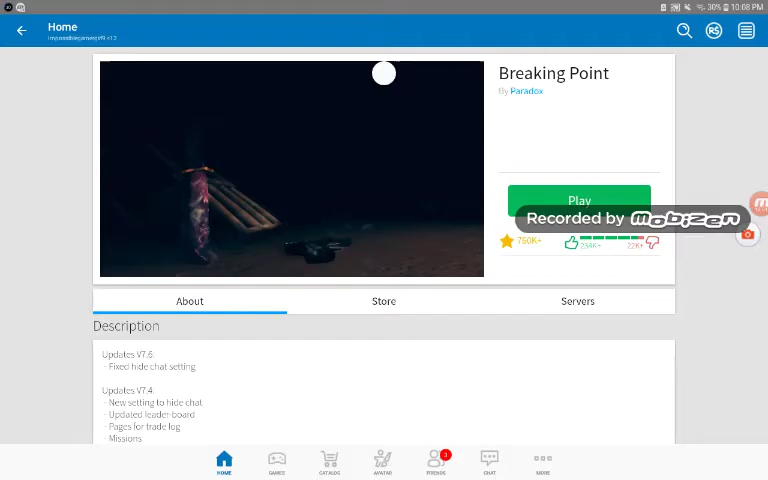 30% 10:08 PM
Home
R$
Breaking Point
By Paradox
Play
Recorded by Mobizen
750K+
22K+
About
Store
Servers
Description
Updates V7.6:
- Fixed hide chat setting
Updates V7.4:
- New setting to hide chat
- Updated leader-board
- Pages for trade log
- Missions
3
HOME
GAMES
CATALOG
AVATAR
FRIENDS
CHAT
MORE